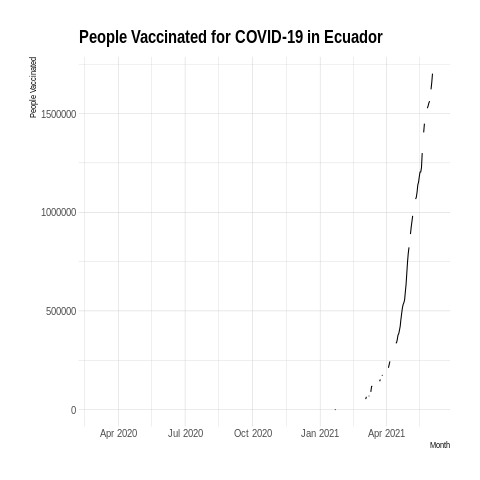 People Vaccinated for COVID-19 in Ecuador
People Vaccinated
1500000
1000000
500000
0
Apr 2020 Jul 2020 Oct 2020 Jan 2021 Apr 2021
Month